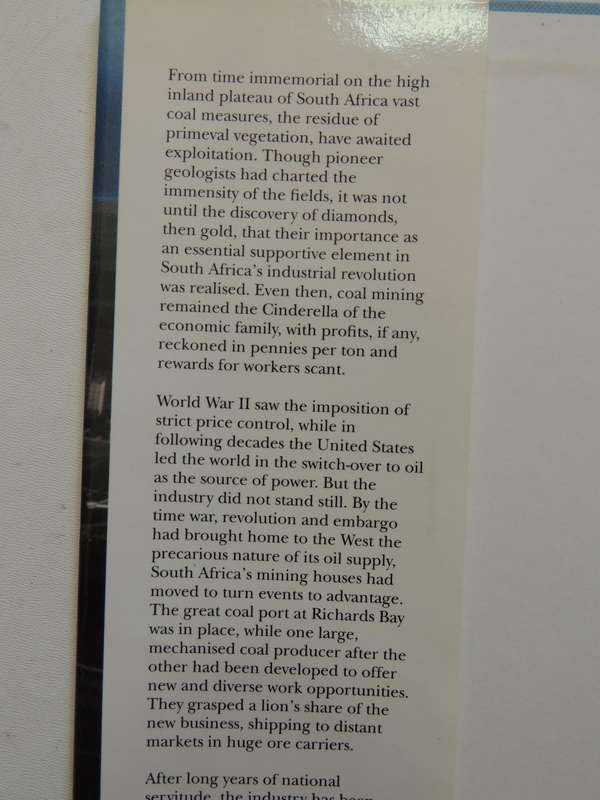 From time immemorial on the high
inland plateau of South Africa vast
coal measures, the residue of
primeval vegetation, have awaited
exploitation. Though pioneer
geologists had charted the
immensity of the fields, it was not
until the discovery of diamonds,
then gold, that their importance as
an essential supportive element in
South Africa's industrial revolution
was realised. Even then, coal mining
remained the Cinderella of the
economic family, with profits, if any,
reckoned in pennies per ton and
rewards for workers scant.
World War II saw the imposition of
strict price control, while in
following decades the United States
led the world in the switch-over to oil
as the source of power. But the
industry did not stand still. By the
time war, revolution and embargo
had brought home to the West the
precarious nature of its oil supply,
South Africa's mining houses had
moved to turn events to advantage.
The great coal port at Richards Bay
was in place, while one large,
mechanised coal producer after the
other had been developed to offer
new and diverse work opportunities.
They grasped a lion's share of the
new business, shipping to distant
markets in huge ore carriers.
After long years of national
servitude, the industry has been